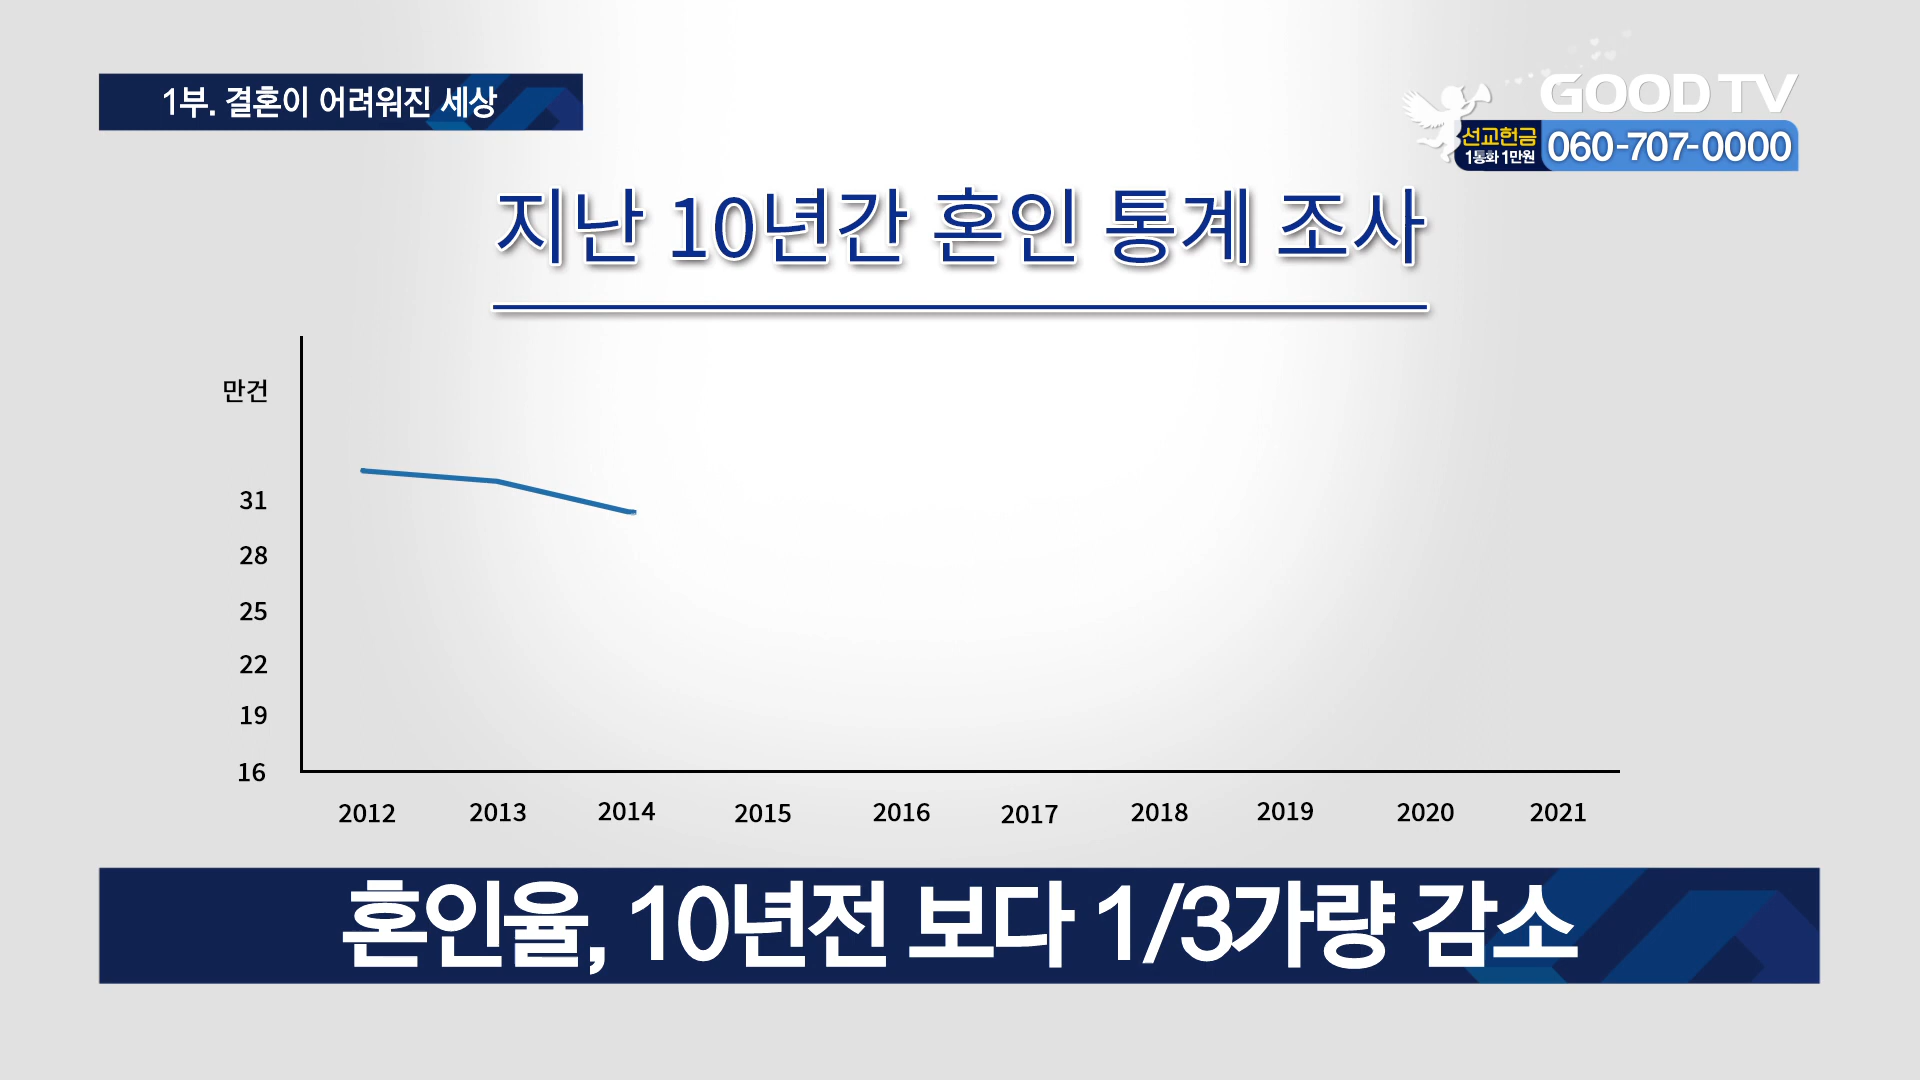 1부. 결혼이 어려워진 세상
GOODTV
선교헌금
1통화 1만원
060-707-0000
지난 10년간 혼인 통계 조사
만건
31
28
25
22
19
16
2012 2013 2014 2015 2016 2017 2018 2019 2020 2021
혼인율, 10년전 보다 1/3가량 감소